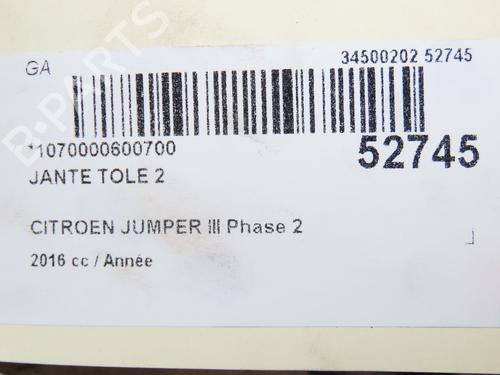 GA
34500202 52745
*1070000600700
52745
JANTE TOLE 2
CITROEN JUMPER III Phase 2
2016 cc / Année
B-PARTS